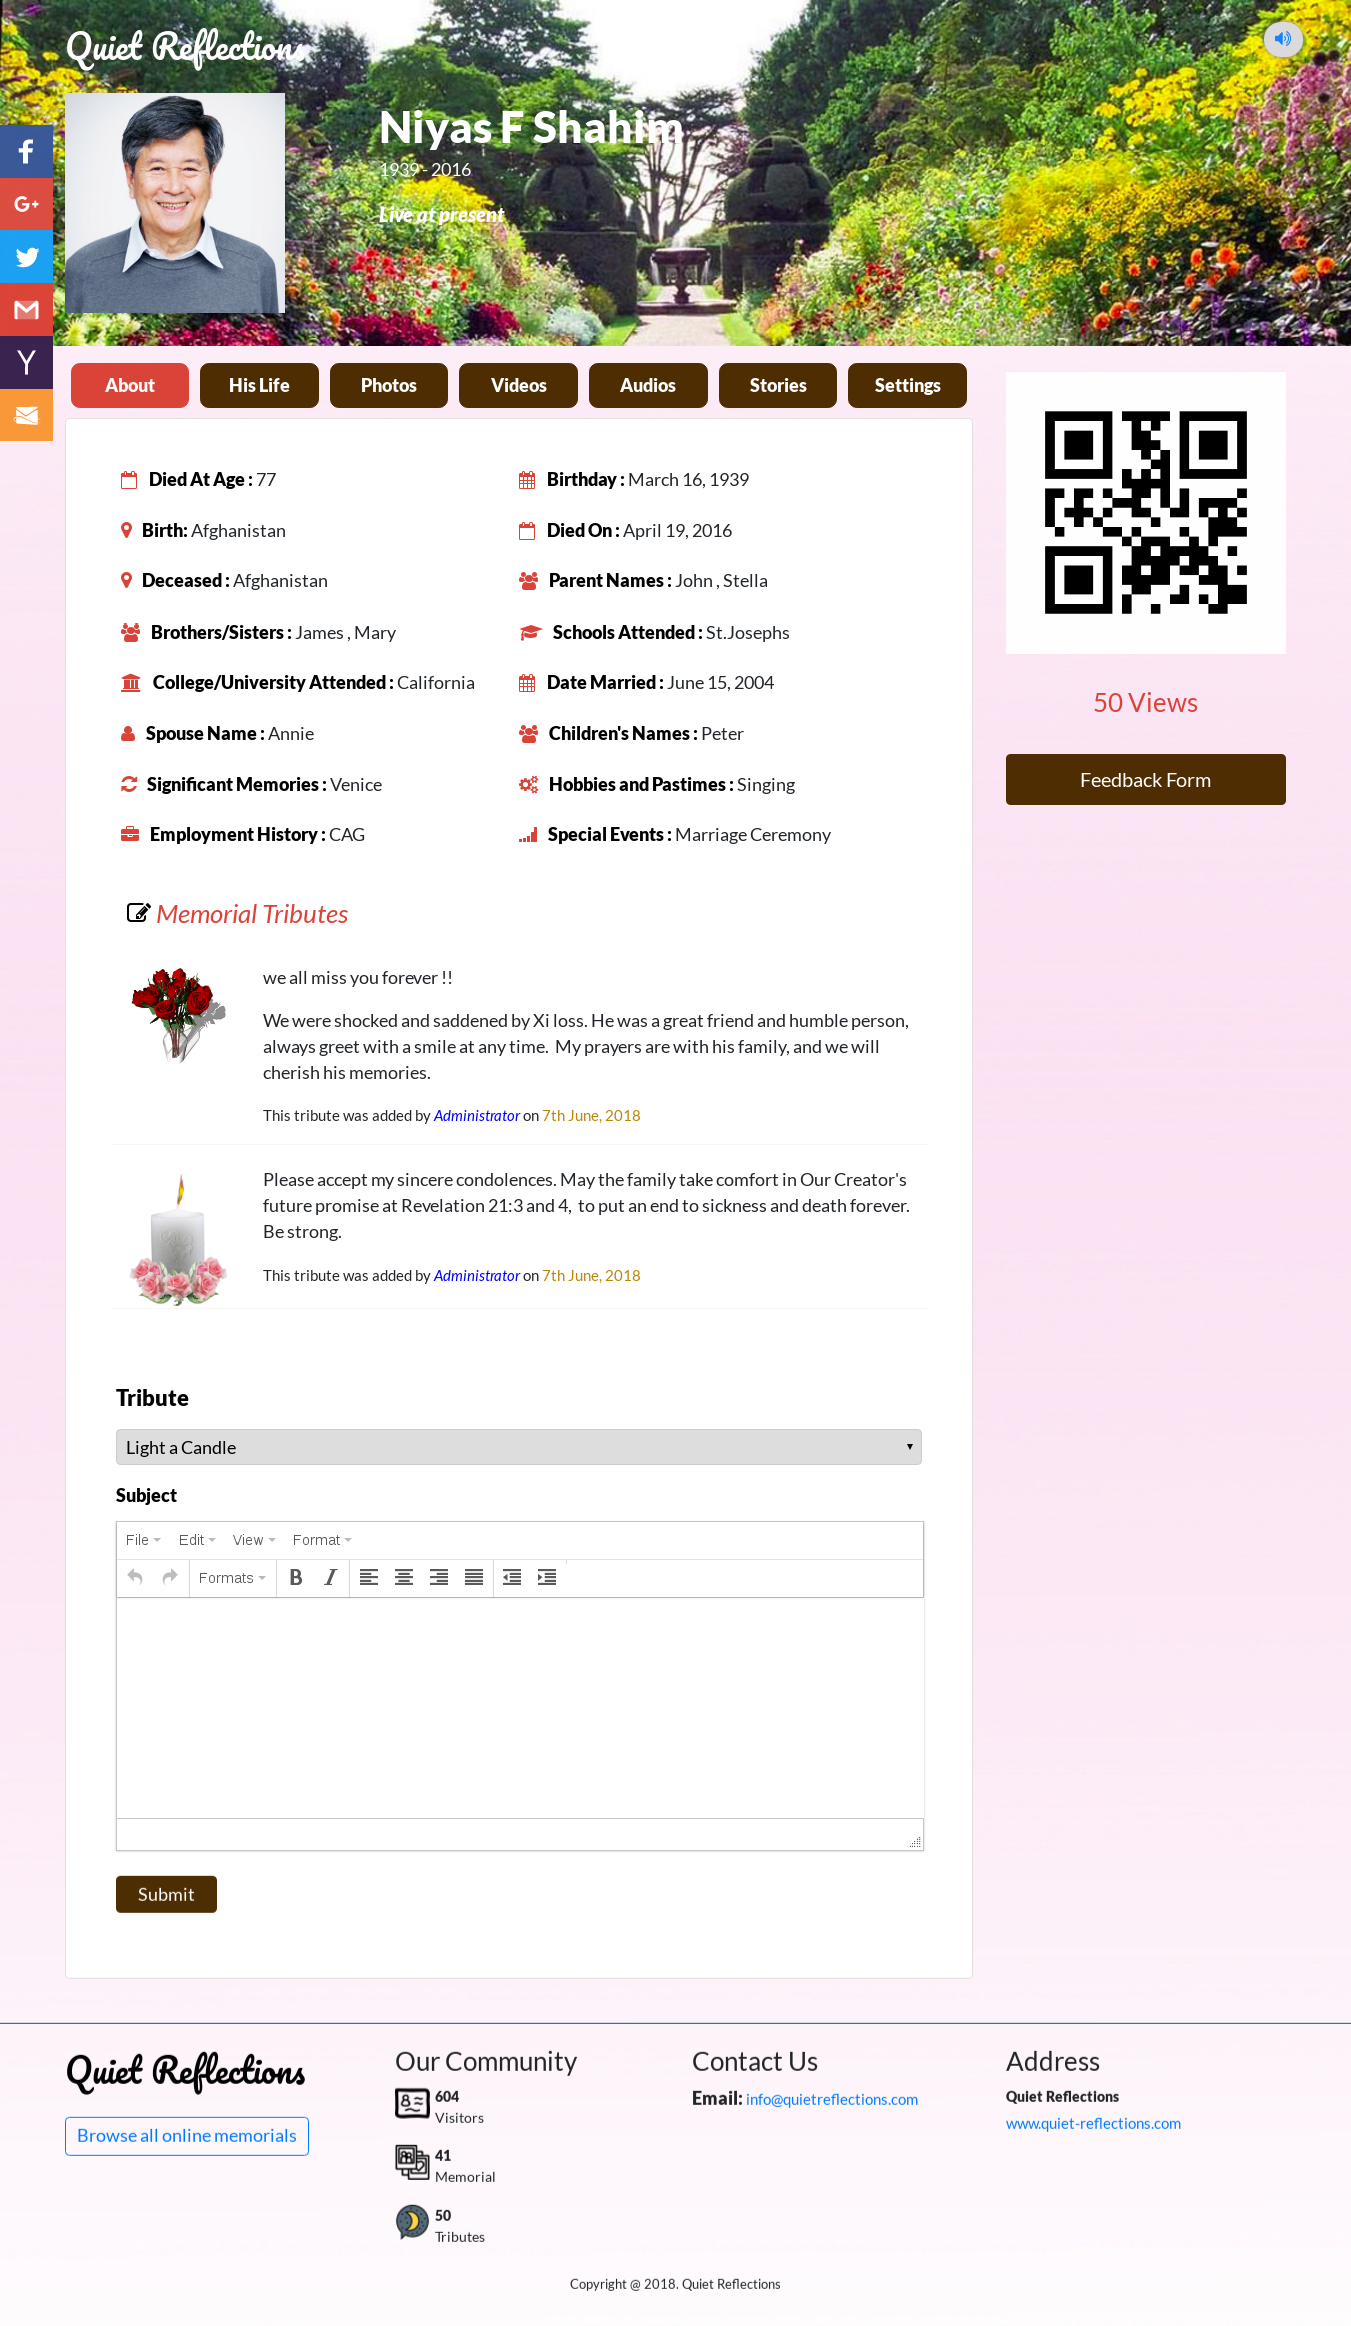 Quiet Reflections
Niyas F Shahim
1939 - 2016
Live at present
About
His Life
Photos
Videos
Audios
Stories
Settings
Died At Age : 77
Birthday : March 16, 1939
Birth: Afghanistan
Died On : April 19, 2016
Deceased : Afghanistan
Parent Names : John , Stella
Brothers/Sisters : James , Mary
Schools Attended : St.Josephs
College/University Attended : California
Date Married : June 15, 2004
Spouse Name : Annie
Children's Names : Peter
Significant Memories : Venice
Hobbies and Pastimes : Singing
Employment History : CAG
Special Events : Marriage Ceremony
50 Views
Feedback Form
Memorial Tributes
we all miss you forever !!
We were shocked and saddened by Xi loss. He was a great friend and humble person,
always greet with a smile at any time.  My prayers are with his family, and we will
cherish his memories.
This tribute was added by Administrator on 7th June, 2018
Please accept my sincere condolences. May the family take comfort in Our Creator's
future promise at Revelation 21:3 and 4,  to put an end to sickness and death forever.
Be strong.
This tribute was added by Administrator on 7th June, 2018
Tribute
Light a Candle
Subject
File Edit View Format
Formats B I
Submit
Quiet Reflections
Browse all online memorials
Our Community
604
Visitors
41
Memorial
50
Tributes
Contact Us
Email: info@quietreflections.com
Address
Quiet Reflections
www.quiet-reflections.com
Copyright @ 2018. Quiet Reflections